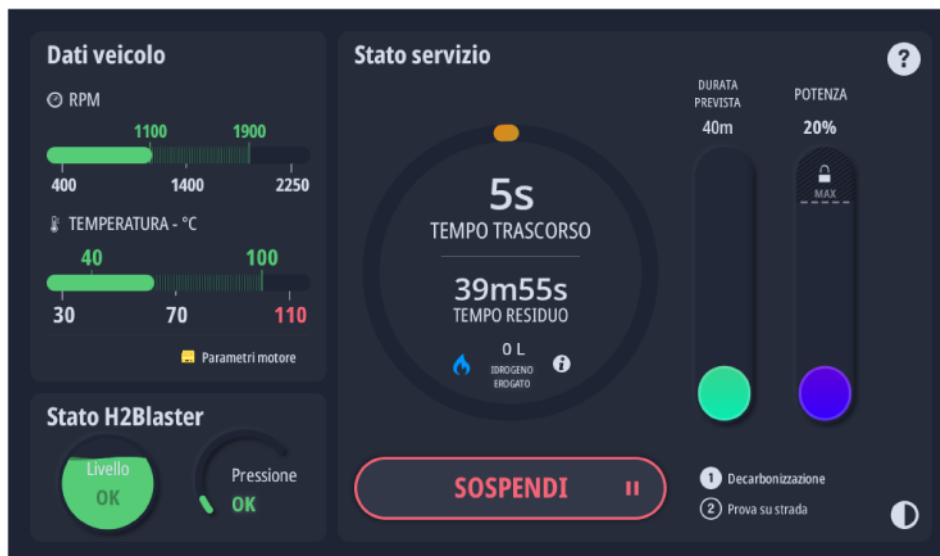 Dati veicolo
RPM
1100 1900
400 1400 2250
TEMPERATURA - °C
40 100
30 70 110
Parametri motore
Stato H2Blaster
Livello
OK
Pressione
OK
Stato servizio
?
5s
TEMPO TRASCORSO
39m55s
TEMPO RESIDUO
0 L
IDROGENO
EROGATO
i
DURATA
PREVISTA
40m
POTENZA
20%
MAX
SOSPENDI
1 Decarbonizzazione
2 Prova su strada